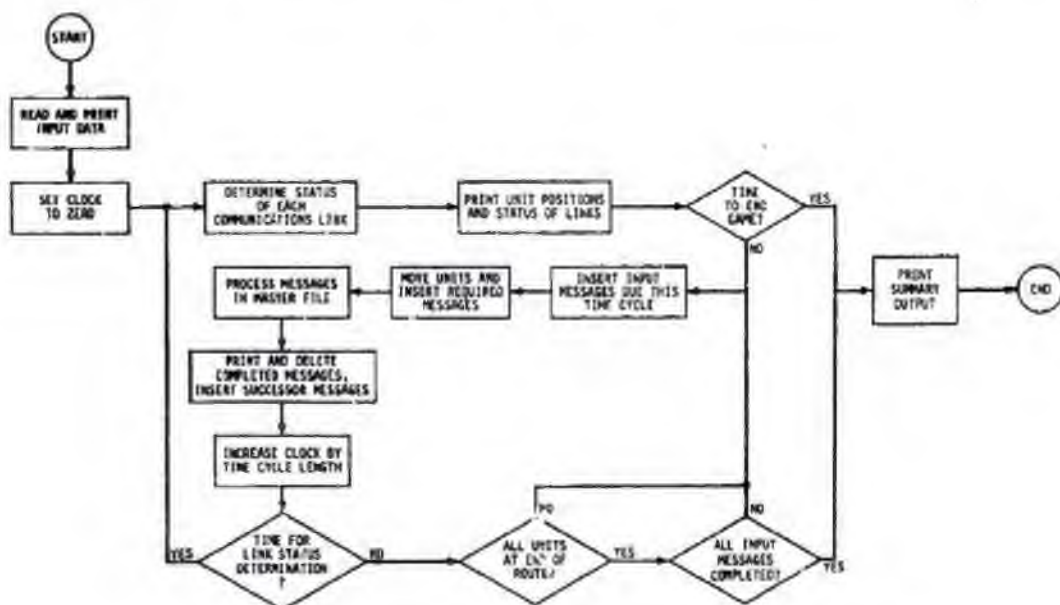 START
READ AND PRINT
INPUT DATA
SET CLOCK
TO ZERO
DETERMINE STATUS
OF EACH
COMMUNICATIONS LINK
PRINT UNIT POSITIONS
AND STATUS OF LINKS
TIME
TO END
GAME?
YES
NO
PROCESS MESSAGES
IN MASTER FILE
MOVE UNITS AND
INSERT REQUIRED
MESSAGES
INSERT INPUT
MESSAGES DUE THIS
TIME CYCLE
PRINT
SUMMARY
OUTPUT
END
PRINT AND DELETE
COMPLETED MESSAGES,
INSERT SUCCESSOR MESSAGES
INCREASE CLOCK BY
TIME CYCLE LENGTH
NO
NO
YES
TIME FOR
LINK STATUS
DETERMINATION
?
NO
ALL UNITS
AT END OF
ROUTE?
YES
ALL INPUT
MESSAGES
COMPLETED?
YES